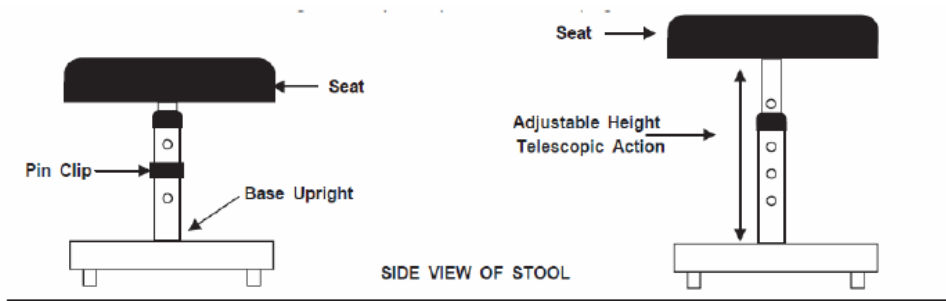 Seat
Seat
Pin Clip
Base Upright
Adjustable Height
Telescopic Action
SIDE VIEW OF STOOL